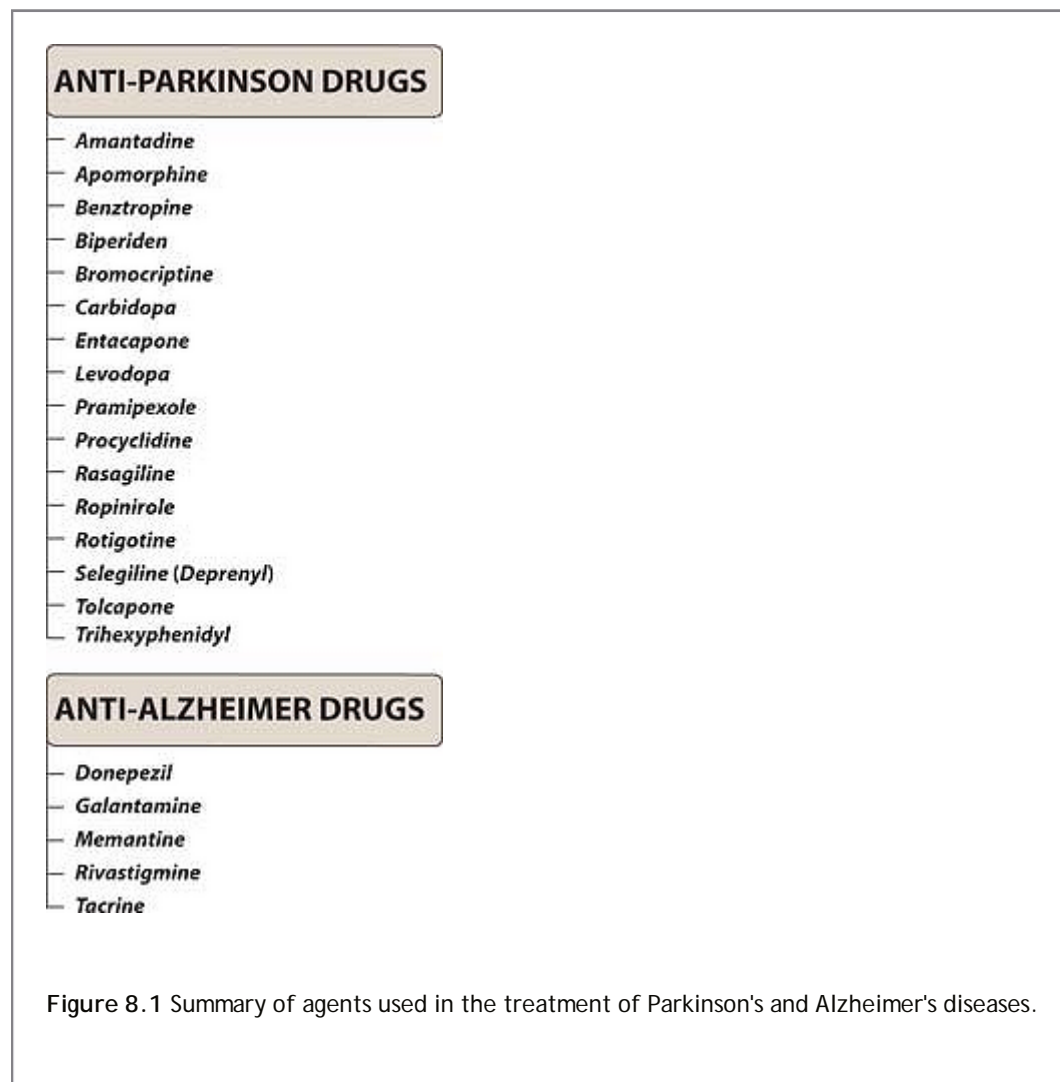 ANTI-PARKINSON DRUGS
Amantadine
Apomorphine
Benztropine
Biperiden
Bromocriptine
Carbidopa
Entacapone
Levodopa
Pramipexole
Procyclidine
Rasagiline
Ropinirole
Rotigotine
Selegiline (Deprenyl)
Tolcapone
Trihexyphenidyl
ANTI-ALZHEIMER DRUGS
Donepezil
Galantamine
Memantine
Rivastigmine
Tacrine
Figure 8.1 Summary of agents used in the treatment of Parkinson's and Alzheimer's diseases.